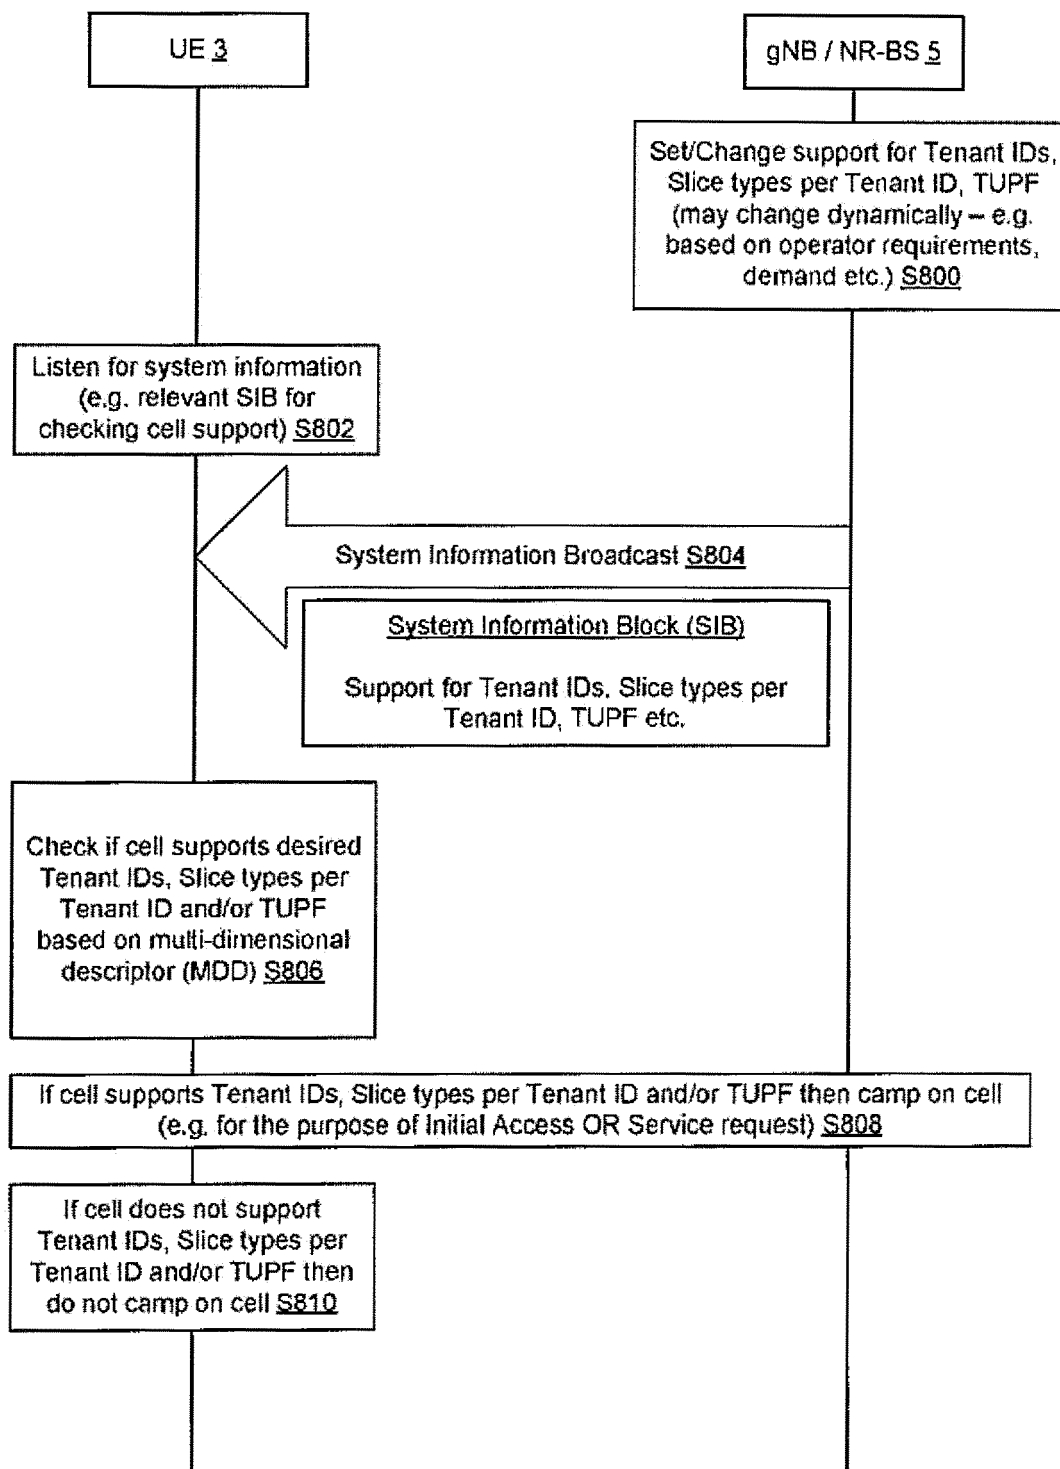 UE 3
gNB / NR-BS 5
Set/Change support for Tenant IDs,
Slice types per Tenant ID, TUPF
(may change dynamically – e.g.
based on operator requirements,
demand etc.) S800
Listen for system information
(e.g. relevant SIB for
checking cell support) S802
System Information Broadcast S804
System Information Block (SIB)
Support for Tenant IDs, Slice types per
Tenant ID, TUPF etc.
Check if cell supports desired
Tenant IDs, Slice types per
Tenant ID and/or TUPF
based on multi-dimensional
descriptor (MDD) S806
If cell supports Tenant IDs, Slice types per Tenant ID and/or TUPF then camp on cell
(e.g. for the purpose of Initial Access OR Service request) S808
If cell does not support
Tenant IDs, Slice types per
Tenant ID and/or TUPF then
do not camp on cell S810